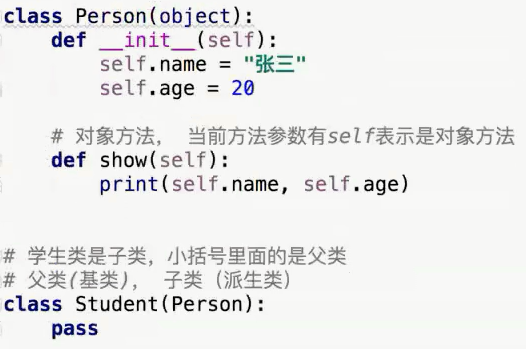 class Person(object):
    def __init__(self):
        self.name = "张三"
        self.age = 20
    # 对象方法， 当前方法参数有self表示是对象方法
    def show(self):
        print(self.name, self.age)
# 学生类是子类，小括号里面的是父类
# 父类(基类)， 子类（派生类）
class Student(Person):
    pass